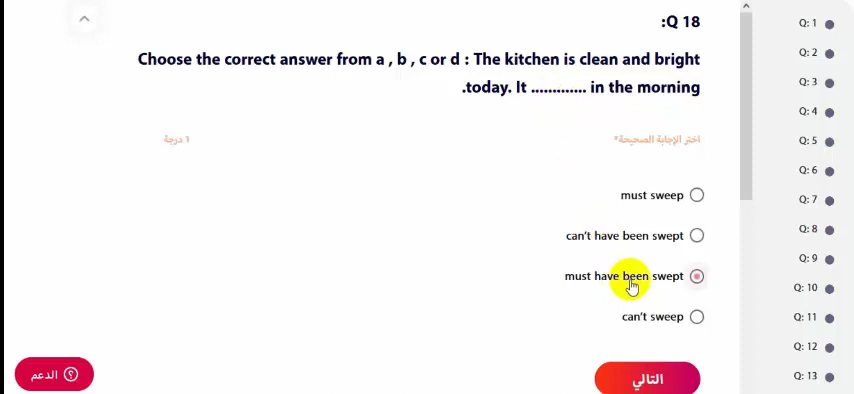 Q 18:
Choose the correct answer from a , b , c or d : The kitchen is clean and bright
today. It ............. in the morning.
اختر الإجابة الصحيحة*
١ درجة
must sweep
can't have been swept
must have been swept
can't sweep
التالي
الدعم
Q: 1
Q: 2
Q: 3
Q: 4
Q: 5
Q: 6
Q: 7
Q: 8
Q: 9
Q: 10
Q: 11
Q: 12
Q: 13